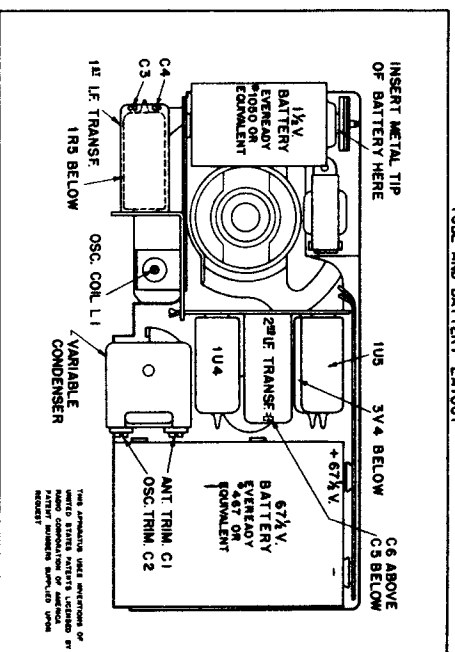 TUBE AND BATTERY LAYOUT
INSERT METAL TIP
OF BATTERY HERE
1½ V.
BATTERY
EVEREADY
#1050 OR
EQUIVALENT
C4
C3
1ST I.F. TRANSF.
1R5 BELOW
OSC. COIL L1
VARIABLE
CONDENSER
1U5
2ND I.F. TRANSF.
1U4
3V4 BELOW
C6 ABOVE
C5 BELOW
+67½ V.
-
67½ V.
BATTERY
EVEREADY
#467 OR
EQUIVALENT
ANT. TRIM. C1
OSC. TRIM. C2
THIS APPARATUS USES INVENTIONS OF
UNITED STATES PATENTS LICENSED BY
RADIO CORPORATION OF AMERICA
PATENT NUMBERS SUPPLIED UPON
REQUEST